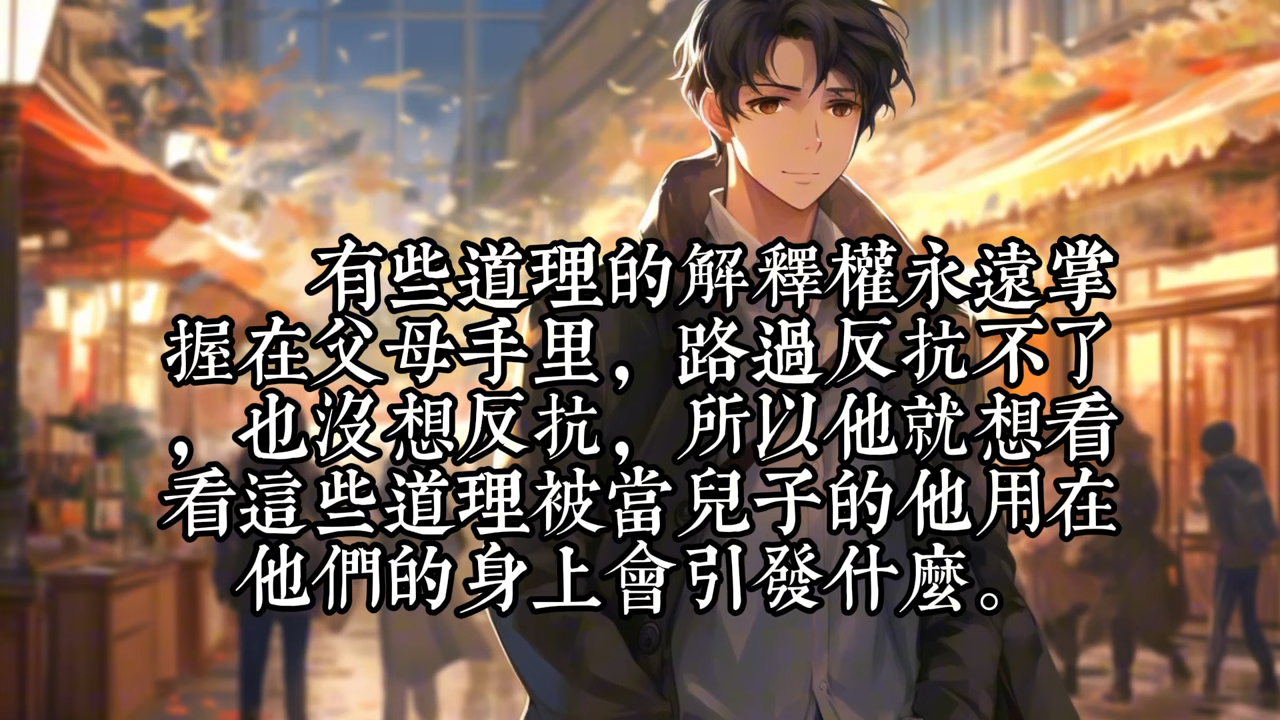 有些道理的解釋權永遠掌
握在父母手里，路過反抗不了
，也沒想反抗，所以他就想看
看這些道理被當兒子的他用在
他們的身上會引發什麼。